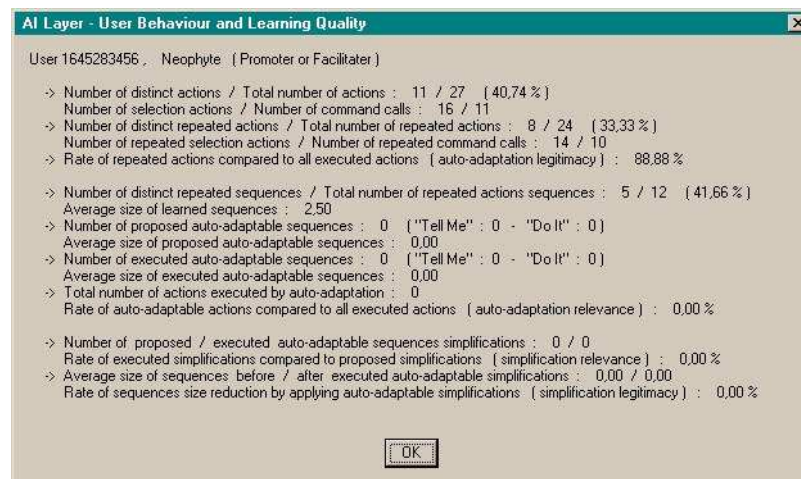 AI Layer - User Behaviour and Learning Quality
User 1645283456 , Neophyte ( Promoter or Facilitater )
-> Number of distinct actions / Total number of actions : 11 / 27 ( 40,74 % )
Number of selection actions / Number of command calls : 16 / 11
-> Number of distinct repeated actions / Total number of repeated actions : 8 / 24 ( 33,33 % )
Number of repeated selection actions / Number of repeated command calls : 14 / 10
-> Rate of repeated actions compared to all executed actions ( auto-adaptation legitimacy ) : 88,88 %
-> Number of distinct repeated sequences / Total number of repeated actions sequences : 5 / 12 ( 41,66 % )
Average size of learned sequences : 2,50
-> Number of proposed auto-adaptable sequences : 0 ( "Tell Me" : 0 - "Do It" : 0 )
Average size of proposed auto-adaptable sequences : 0,00
-> Number of executed auto-adaptable sequences : 0 ( "Tell Me" : 0 - "Do It" : 0 )
Average size of executed auto-adaptable sequences : 0,00
-> Total number of actions executed by auto-adaptation : 0
Rate of auto-adaptable actions compared to all executed actions ( auto-adaptation relevance ) : 0,00 %
-> Number of proposed / executed auto-adaptable sequences simplifications : 0 / 0
Rate of executed simplifications compared to proposed simplifications ( simplification relevance ) : 0,00 %
-> Average size of sequences before / after executed auto-adaptable simplifications : 0,00 / 0,00
Rate of sequences size reduction by applying auto-adaptable simplifications ( simplification legitimacy ) : 0,00 %
OK